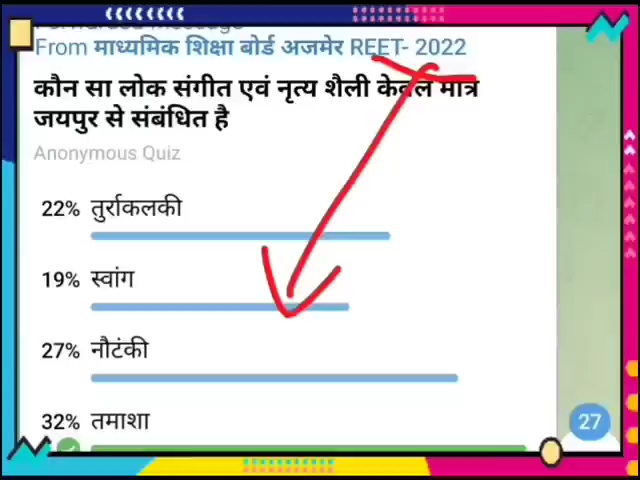 From माध्यमिक शिक्षा बोर्ड अजमेर REET- 2022
कौन सा लोक संगीत एवं नृत्य शैली केवल मात्र
जयपुर से संबंधित है
Anonymous Quiz
22% तुर्राकलकी
19% स्वांग
27% नौटंकी
32% तमाशा
27